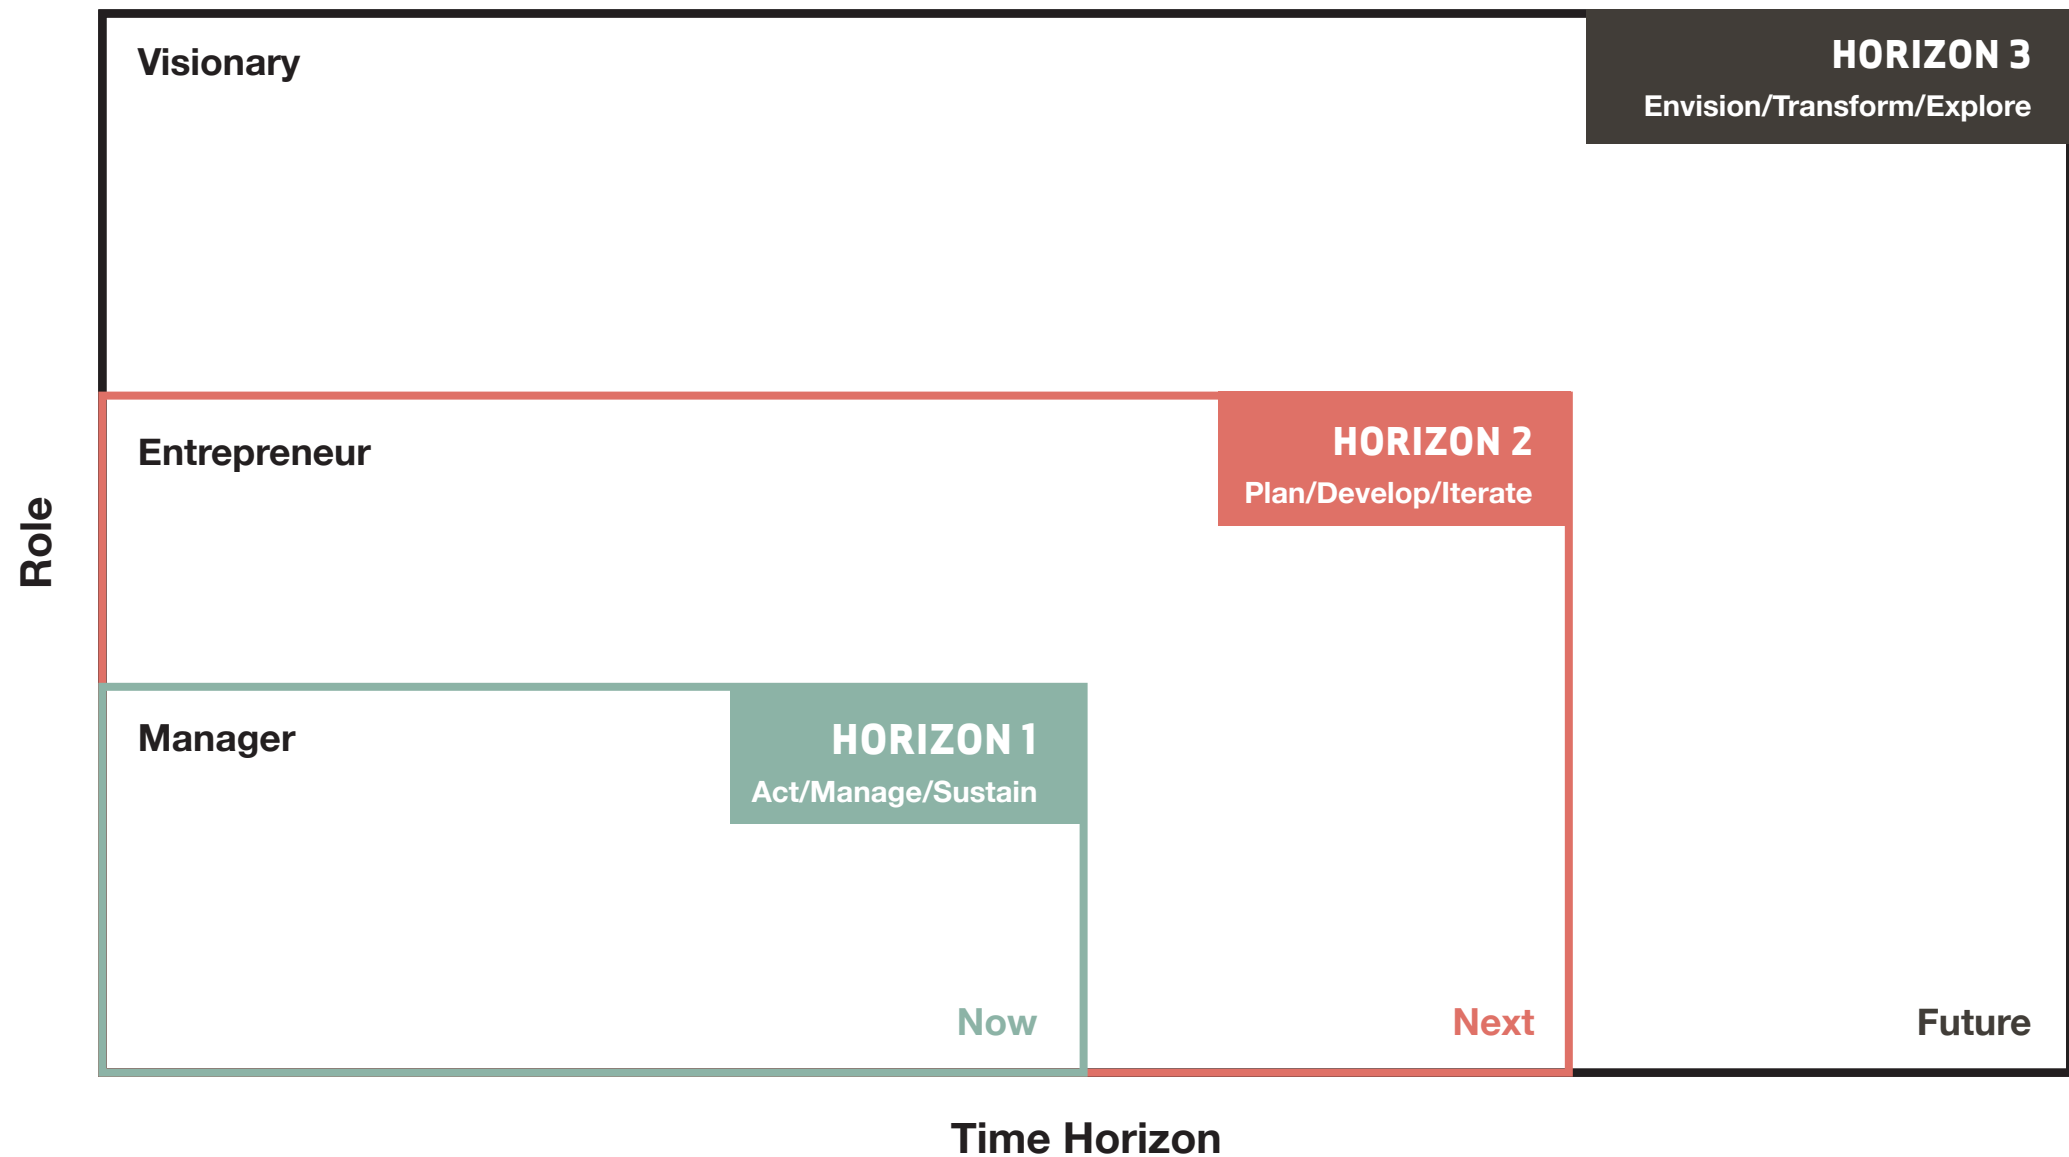 Visionary
HORIZON 3
Envision/Transform/Explore
Entrepreneur
HORIZON 2
Plan/Develop/Iterate
Role
Manager
HORIZON 1
Act/Manage/Sustain
Now
Next
Future
Time Horizon